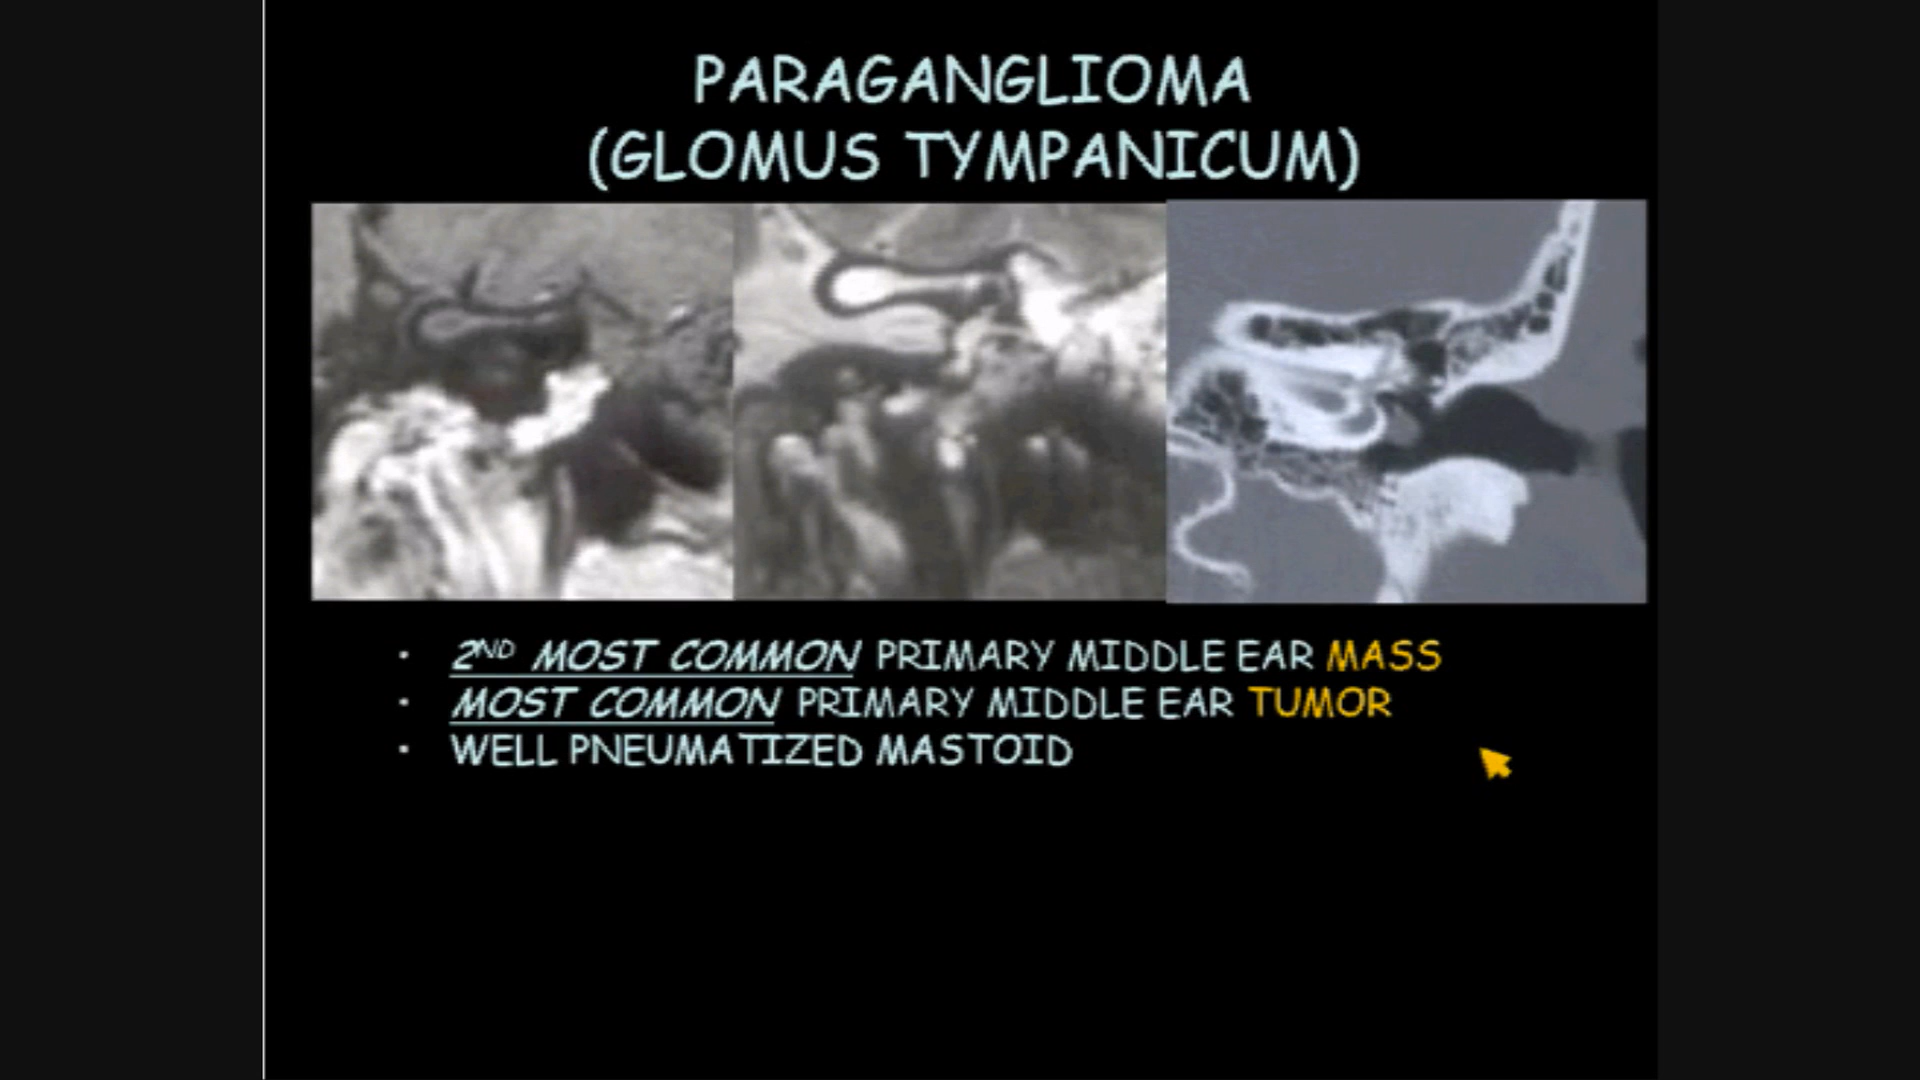 PARAGANGLIOMA
(GLOMUS TYMPANICUM)
• 2ND MOST COMMON PRIMARY MIDDLE EAR MASS
• MOST COMMON PRIMARY MIDDLE EAR TUMOR
• WELL PNEUMATIZED MASTOID